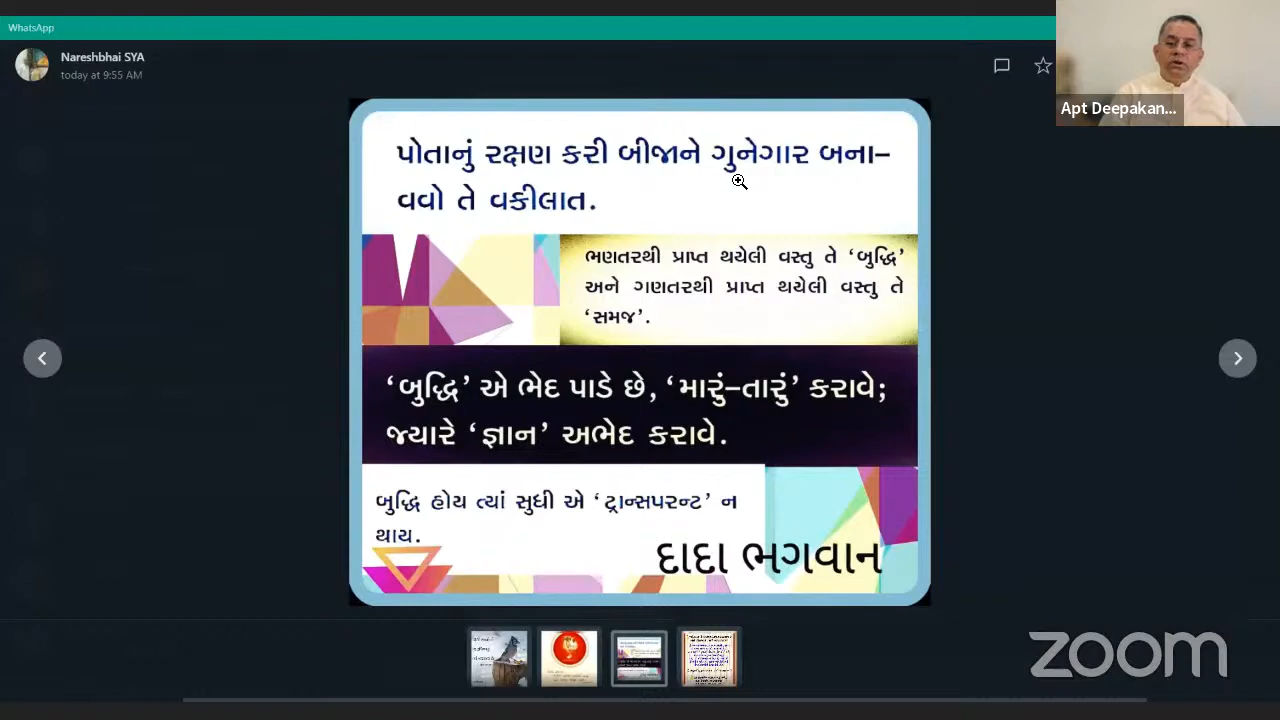 WhatsApp
Nareshbhai SYA
today at 9:55 AM
Apt Deepakan...
પોતાનું રક્ષણ કરી બીજાને ગુનેગાર બના–
વવો તે વકીલાત.
ભણતરથી પ્રાપ્ત થયેલી વસ્તુ તે ‘બુદ્ધિ’
અને ગણતરથી પ્રાપ્ત થયેલી વસ્તુ તે
‘સમજ’.
‘બુદ્ધિ’ એ ભેદ પાડે છે, ‘મારું–તારું’ કરાવે;
જ્યારે ‘જ્ઞાન’ અભેદ કરાવે.
બુદ્ધિ હોય ત્યાં સુધી એ ‘ટ્રાન્સપરન્ટ’ ન
થાય.
દાદા ભગવાન
zoom